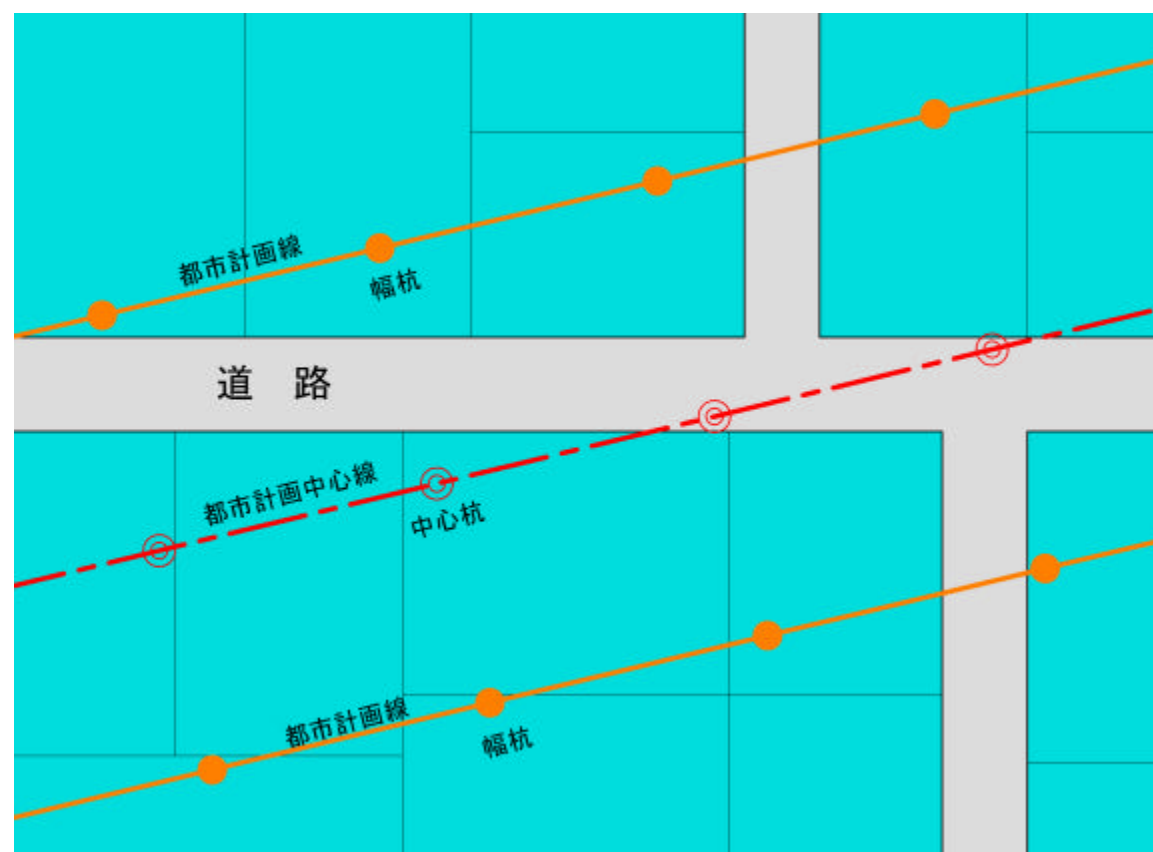 都市計画線
幅杭
道 路
都市計画中心線
中心杭
都市計画線
幅杭